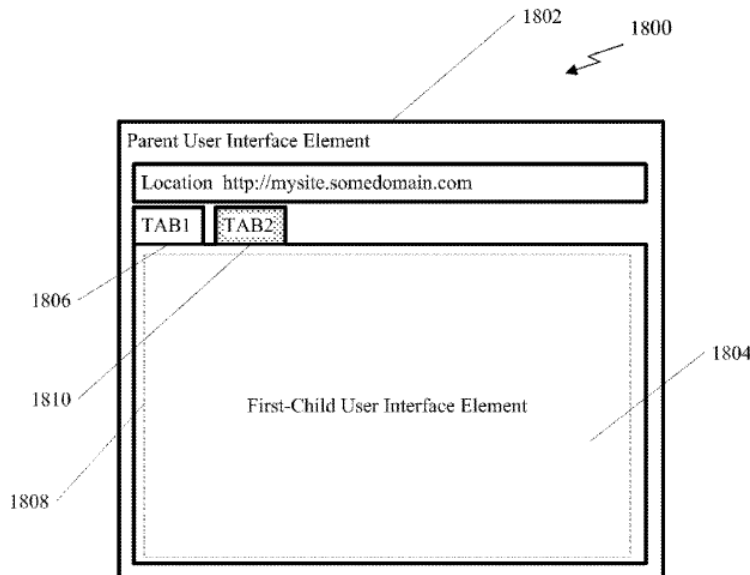 1802
1800
Parent User Interface Element
Location http://mysite.somedomain.com
TAB1 TAB2
1806
1804
1810
First-Child User Interface Element
1808